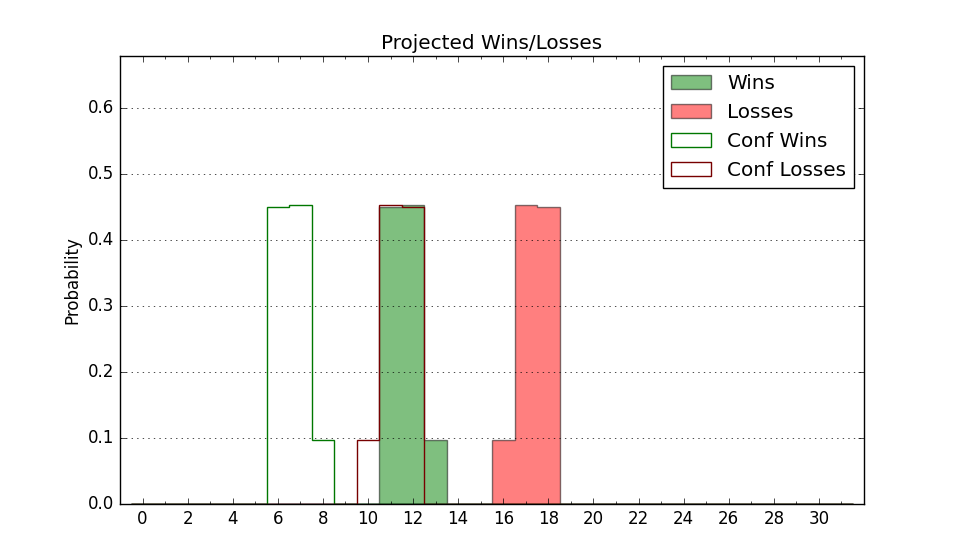 Projected Wins/Losses
Wins
Losses
Conf Wins
Conf Losses
Probability
0.6
0.5
0.4
0.3
0.2
0.1
0.0
0 2 4 6 8 10 12 14 16 18 20 22 24 26 28 30